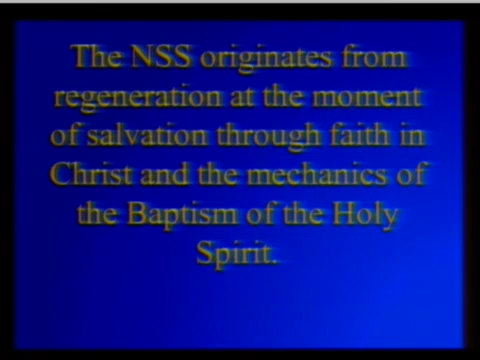 The NSS originates from
regeneration at the moment
of salvation through faith in
Christ and the mechanics of
the Baptism of the Holy
Spirit.